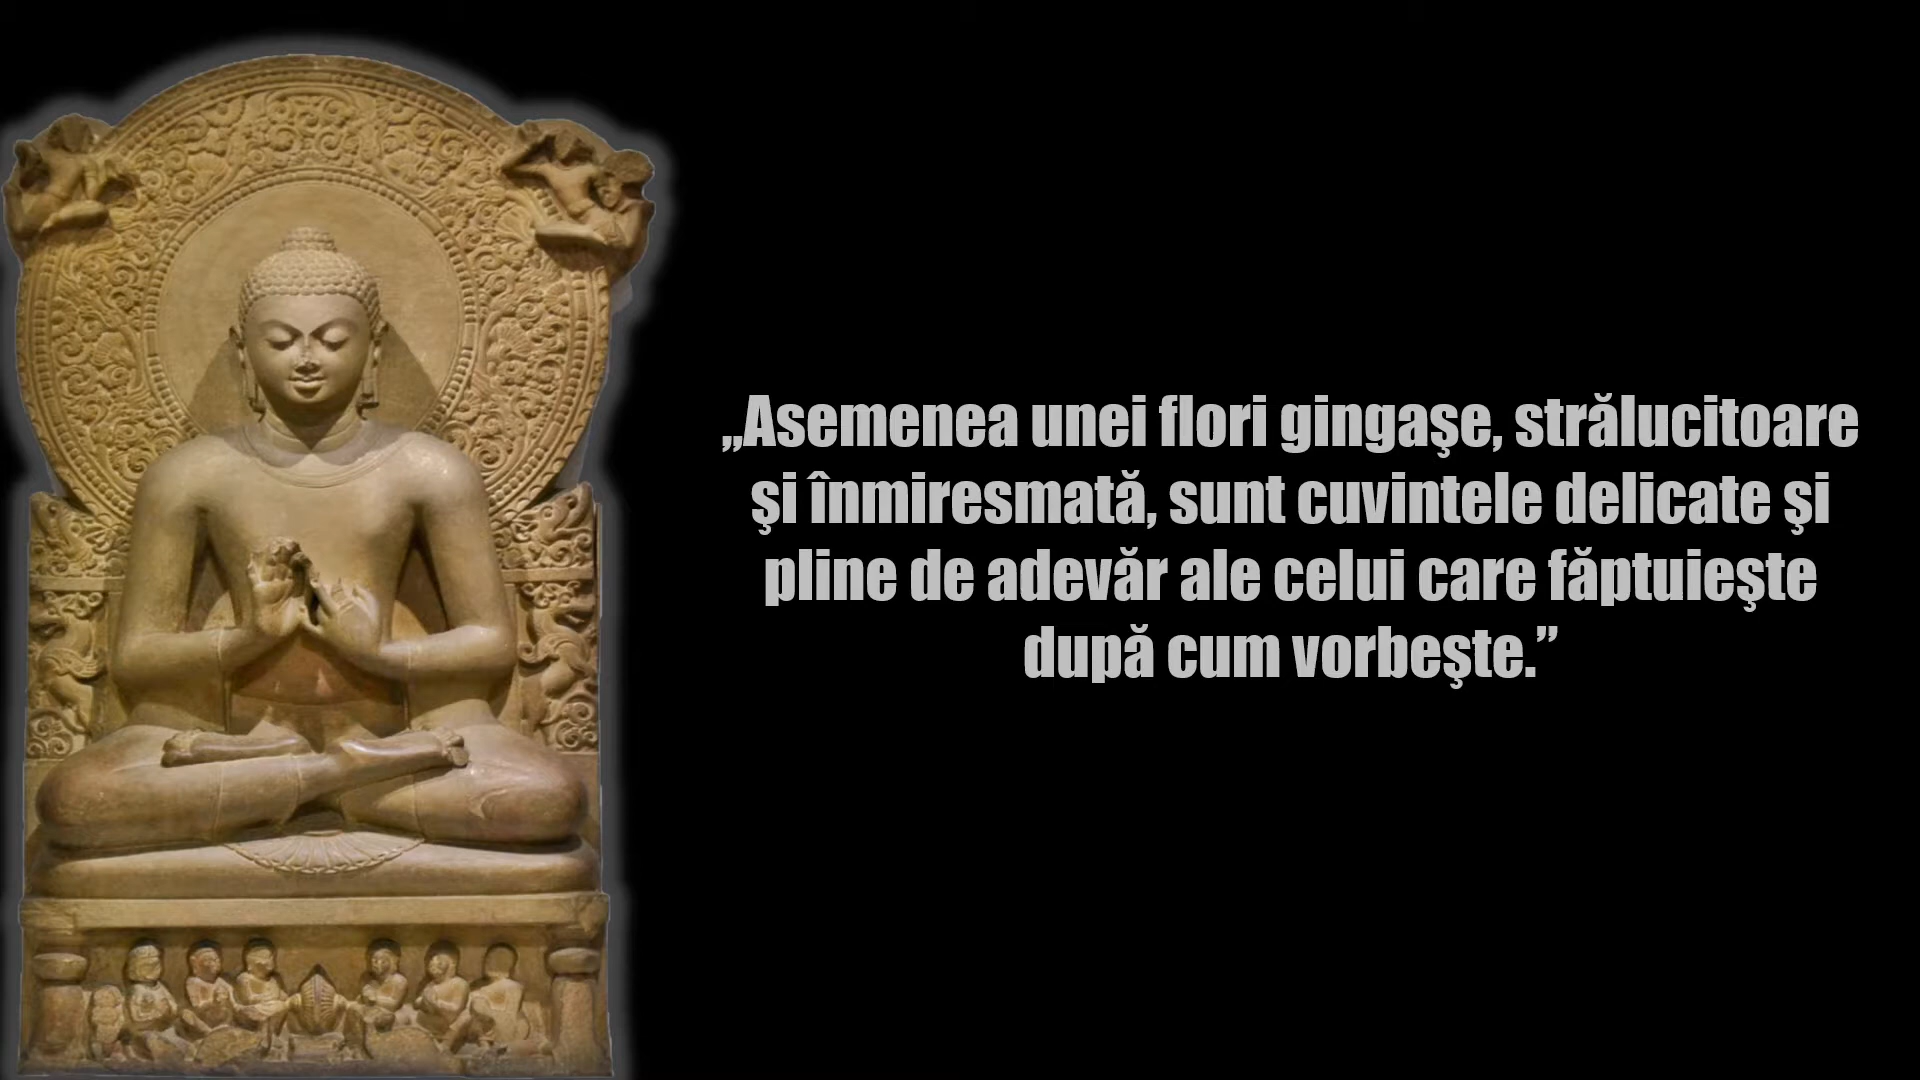 „Asemenea unei flori gingaşe, strălucitoare
şi înmiresmată, sunt cuvintele delicate şi
pline de adevăr ale celui care făptuieşte
după cum vorbeşte.”